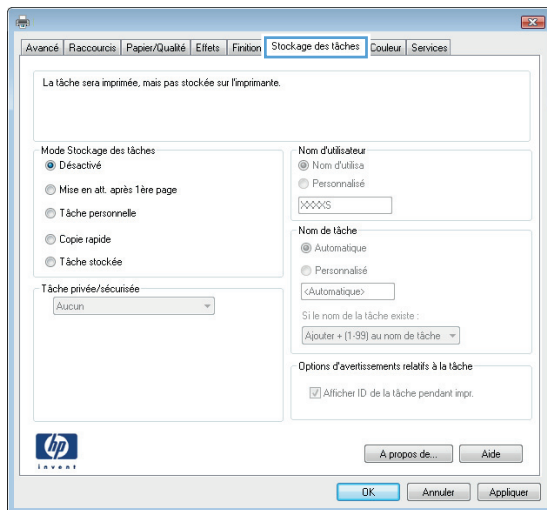 Avancé Raccourcis Papier/Qualité Effets Finition Stockage des tâches Couleur Services
La tâche sera imprimée, mais pas stockée sur l'imprimante.
Mode Stockage des tâches
Désactivé
Mise en att. après 1ère page
Tâche personnelle
Copie rapide
Tâche stockée
Tâche privée/sécurisée
Aucun
Nom d'utilisateur
Nom d'utilisa
Personnalisé
XXXXS
Nom de tâche
Automatique
Personnalisé
<Automatique>
Si le nom de la tâche existe :
Ajouter + (1-99) au nom de tâche
Options d'avertissements relatifs à la tâche
Afficher ID de la tâche pendant impr.
hp
invent
A propos de... Aide
OK Annuler Appliquer